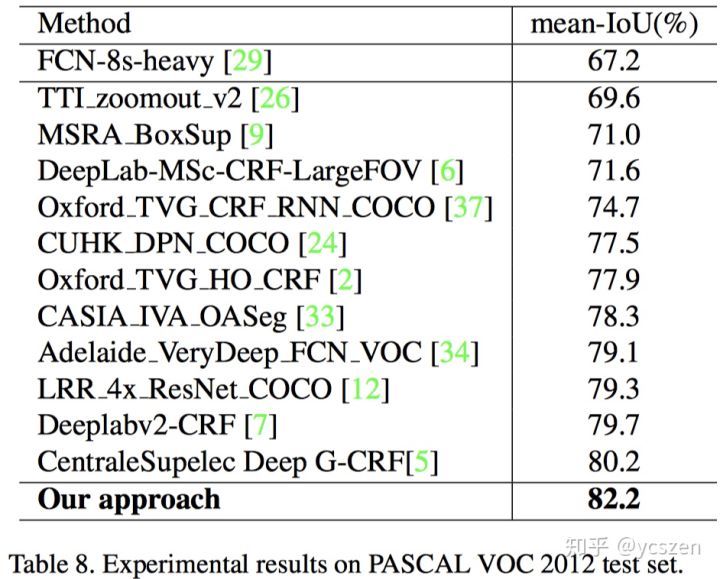 Method mean-IoU(%)
FCN-8s-heavy [29] 67.2
TTI_zoomout_v2 [26] 69.6
MSRA_BoxSup [9] 71.0
DeepLab-MSc-CRF-LargeFOV [6] 71.6
Oxford_TVG_CRF_RNN_COCO [37] 74.7
CUHK_DPN_COCO [24] 77.5
Oxford_TVG_HO_CRF [2] 77.9
CASIA_IVA_OASeg [33] 78.3
Adelaide_VeryDeep_FCN_VOC [34] 79.1
LRR_4x_ResNet_COCO [12] 79.3
Deeplabv2-CRF [7] 79.7
CentraleSupelec Deep G-CRF[5] 80.2
Our approach 82.2
知乎 @ycszen
Table 8. Experimental results on PASCAL VOC 2012 test set.